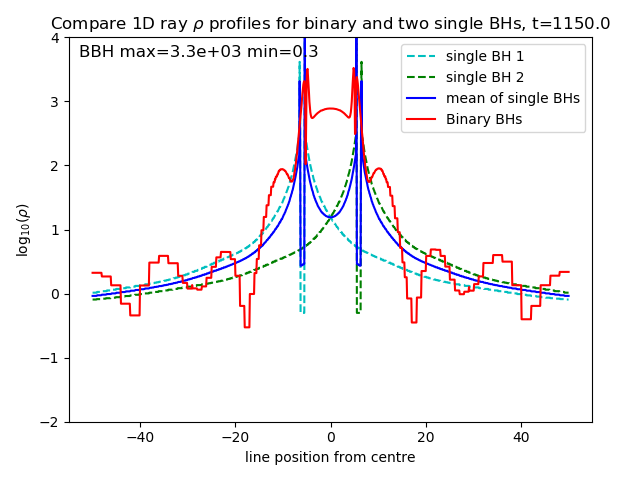 Compare 1D ray ρ profiles for binary and two single BHs, t=1150.0
BBH max=3.3e+03 min=0.3
single BH 1
single BH 2
mean of single BHs
Binary BHs
log₁₀(ρ)
4
3
2
1
0
−1
−2
−40 −20 0 20 40
line position from centre